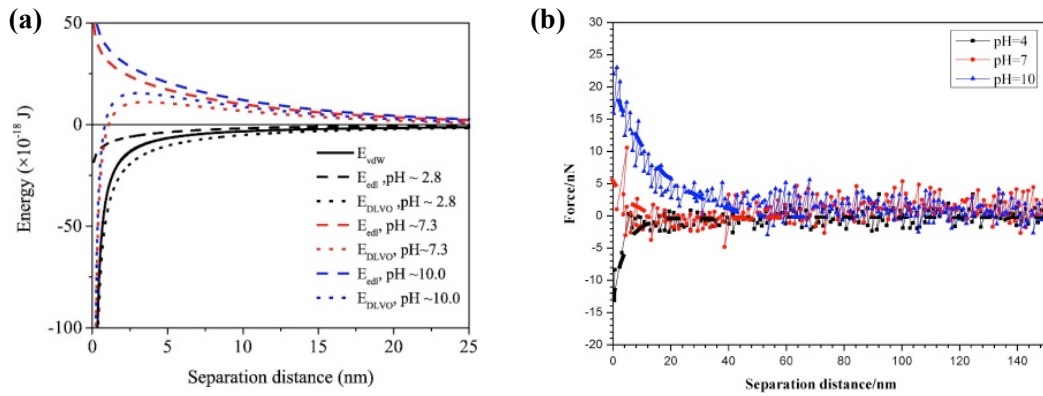 (a)
50
0
-50
-100
Energy (×10⁻¹⁸ J)
E_vdW
E_edl ,pH ~ 2.8
E_DLVO ,pH ~ 2.8
E_edl, pH ~7.3
E_DLVO, pH~7.3
E_edl, pH ~10.0
E_DLVO, pH ~10.0
0 5 10 15 20 25
Separation distance (nm)
(b)
30
25
20
15
10
5
0
-5
-10
-15
-20
Force/nN
pH=4
pH=7
pH=10
0 20 40 60 80 100 120 140
Separation distance/nm